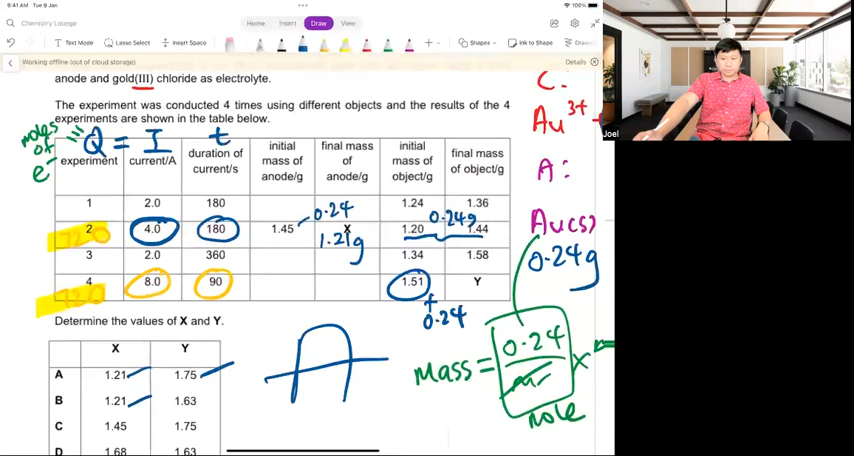 9:41 AM Tue 9 Jan
100%
Chemistry Lounge
Home Insert Draw View
Text Mode Lasso Select Insert Space
Shapes Ink to Shape
Working offline (out of cloud storage) Details
anode and gold(III) chloride as electrolyte.
The experiment was conducted 4 times using different objects and the results of the 4
experiments are shown in the table below.
moles of e⁻
Q = I t
experiment current/A duration of current/s initial mass of anode/g final mass of anode/g initial mass of object/g final mass of object/g
1 2.0 180 1.24 1.36
0.24 0.24g
2 4.0 180 1.45 X 1.20 1.44
720 1.21g
3 2.0 360 1.34 1.58
4 8.0 90 1.51 Y
720
+
0.24
Determine the values of X and Y.
X Y
A 1.21 1.75
B 1.21 1.63
C 1.45 1.75
D 1.68 1.63
C:
Au³⁺ +
A:
Au(s)
0.24g
mass = 0.24
Mr
×
mole
Joel